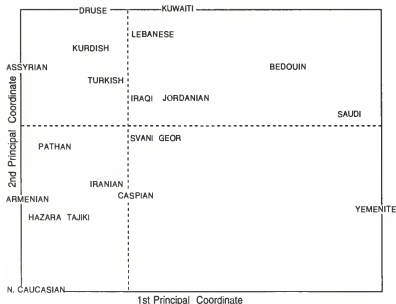 DRUSE
KUWAITI
LEBANESE
KURDISH
ASSYRIAN
BEDOUIN
TURKISH
IRAQI JORDANIAN
SAUDI
2nd Principal Coordinate
SVANI GEOR
PATHAN
IRANIAN
CASPIAN
ARMENIAN
YEMENITE
HAZARA TAJIKI
N. CAUCASIAN
1st Principal Coordinate